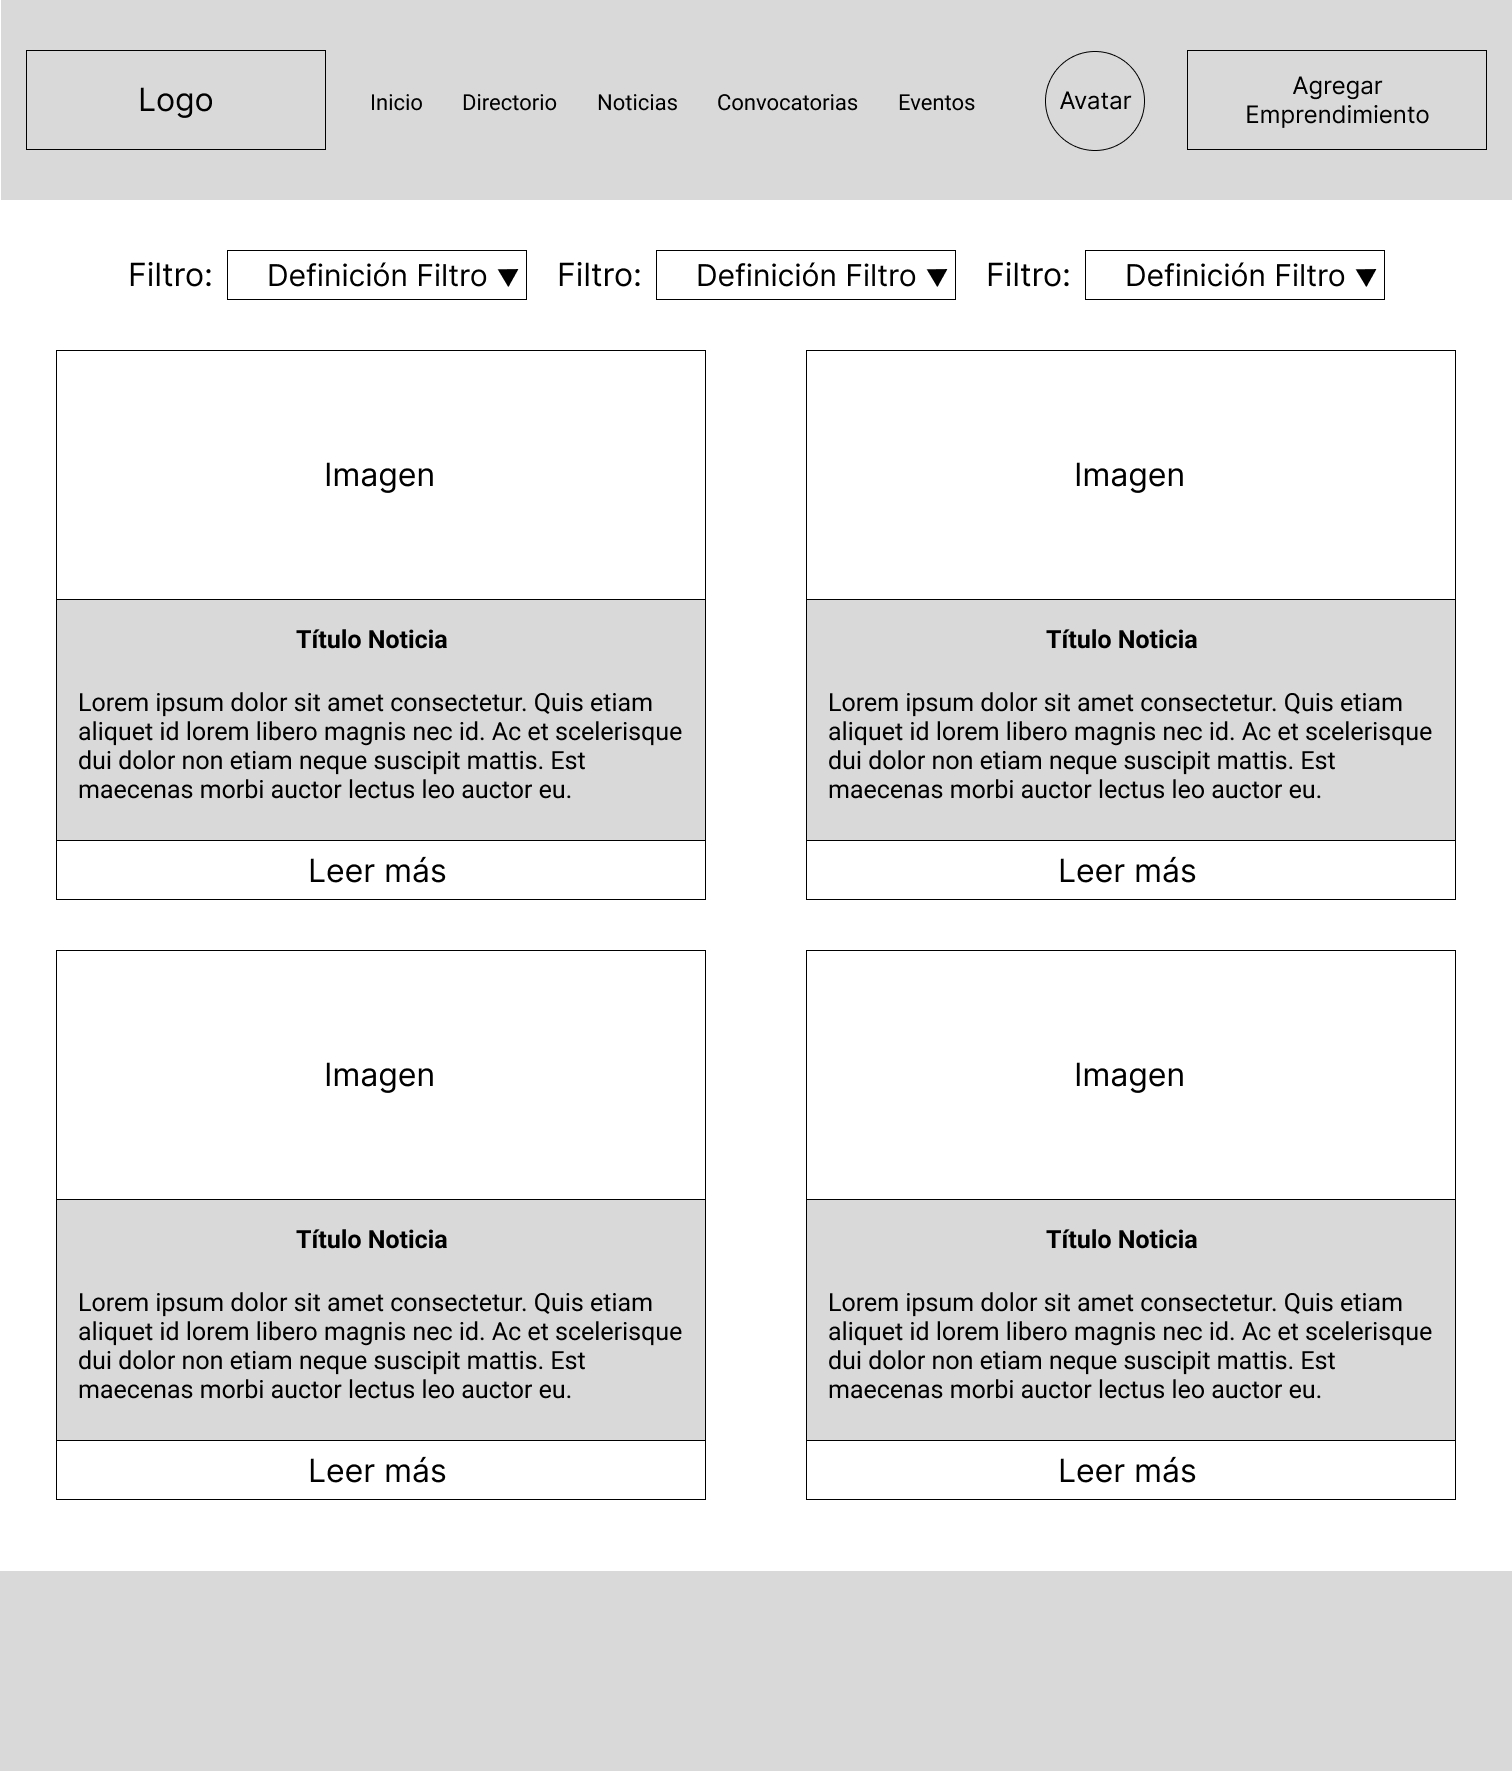 Logo
Inicio
Directorio
Noticias
Convocatorias
Eventos
Avatar
Agregar
Emprendimiento
Filtro:
Definición Filtro ▼
Filtro:
Definición Filtro ▼
Filtro:
Definición Filtro ▼
Imagen
Título Noticia
Lorem ipsum dolor sit amet consectetur. Quis etiam
aliquet id lorem libero magnis nec id. Ac et scelerisque
dui dolor non etiam neque suscipit mattis. Est
maecenas morbi auctor lectus leo auctor eu.
Leer más
Imagen
Título Noticia
Lorem ipsum dolor sit amet consectetur. Quis etiam
aliquet id lorem libero magnis nec id. Ac et scelerisque
dui dolor non etiam neque suscipit mattis. Est
maecenas morbi auctor lectus leo auctor eu.
Leer más
Imagen
Título Noticia
Lorem ipsum dolor sit amet consectetur. Quis etiam
aliquet id lorem libero magnis nec id. Ac et scelerisque
dui dolor non etiam neque suscipit mattis. Est
maecenas morbi auctor lectus leo auctor eu.
Leer más
Imagen
Título Noticia
Lorem ipsum dolor sit amet consectetur. Quis etiam
aliquet id lorem libero magnis nec id. Ac et scelerisque
dui dolor non etiam neque suscipit mattis. Est
maecenas morbi auctor lectus leo auctor eu.
Leer más